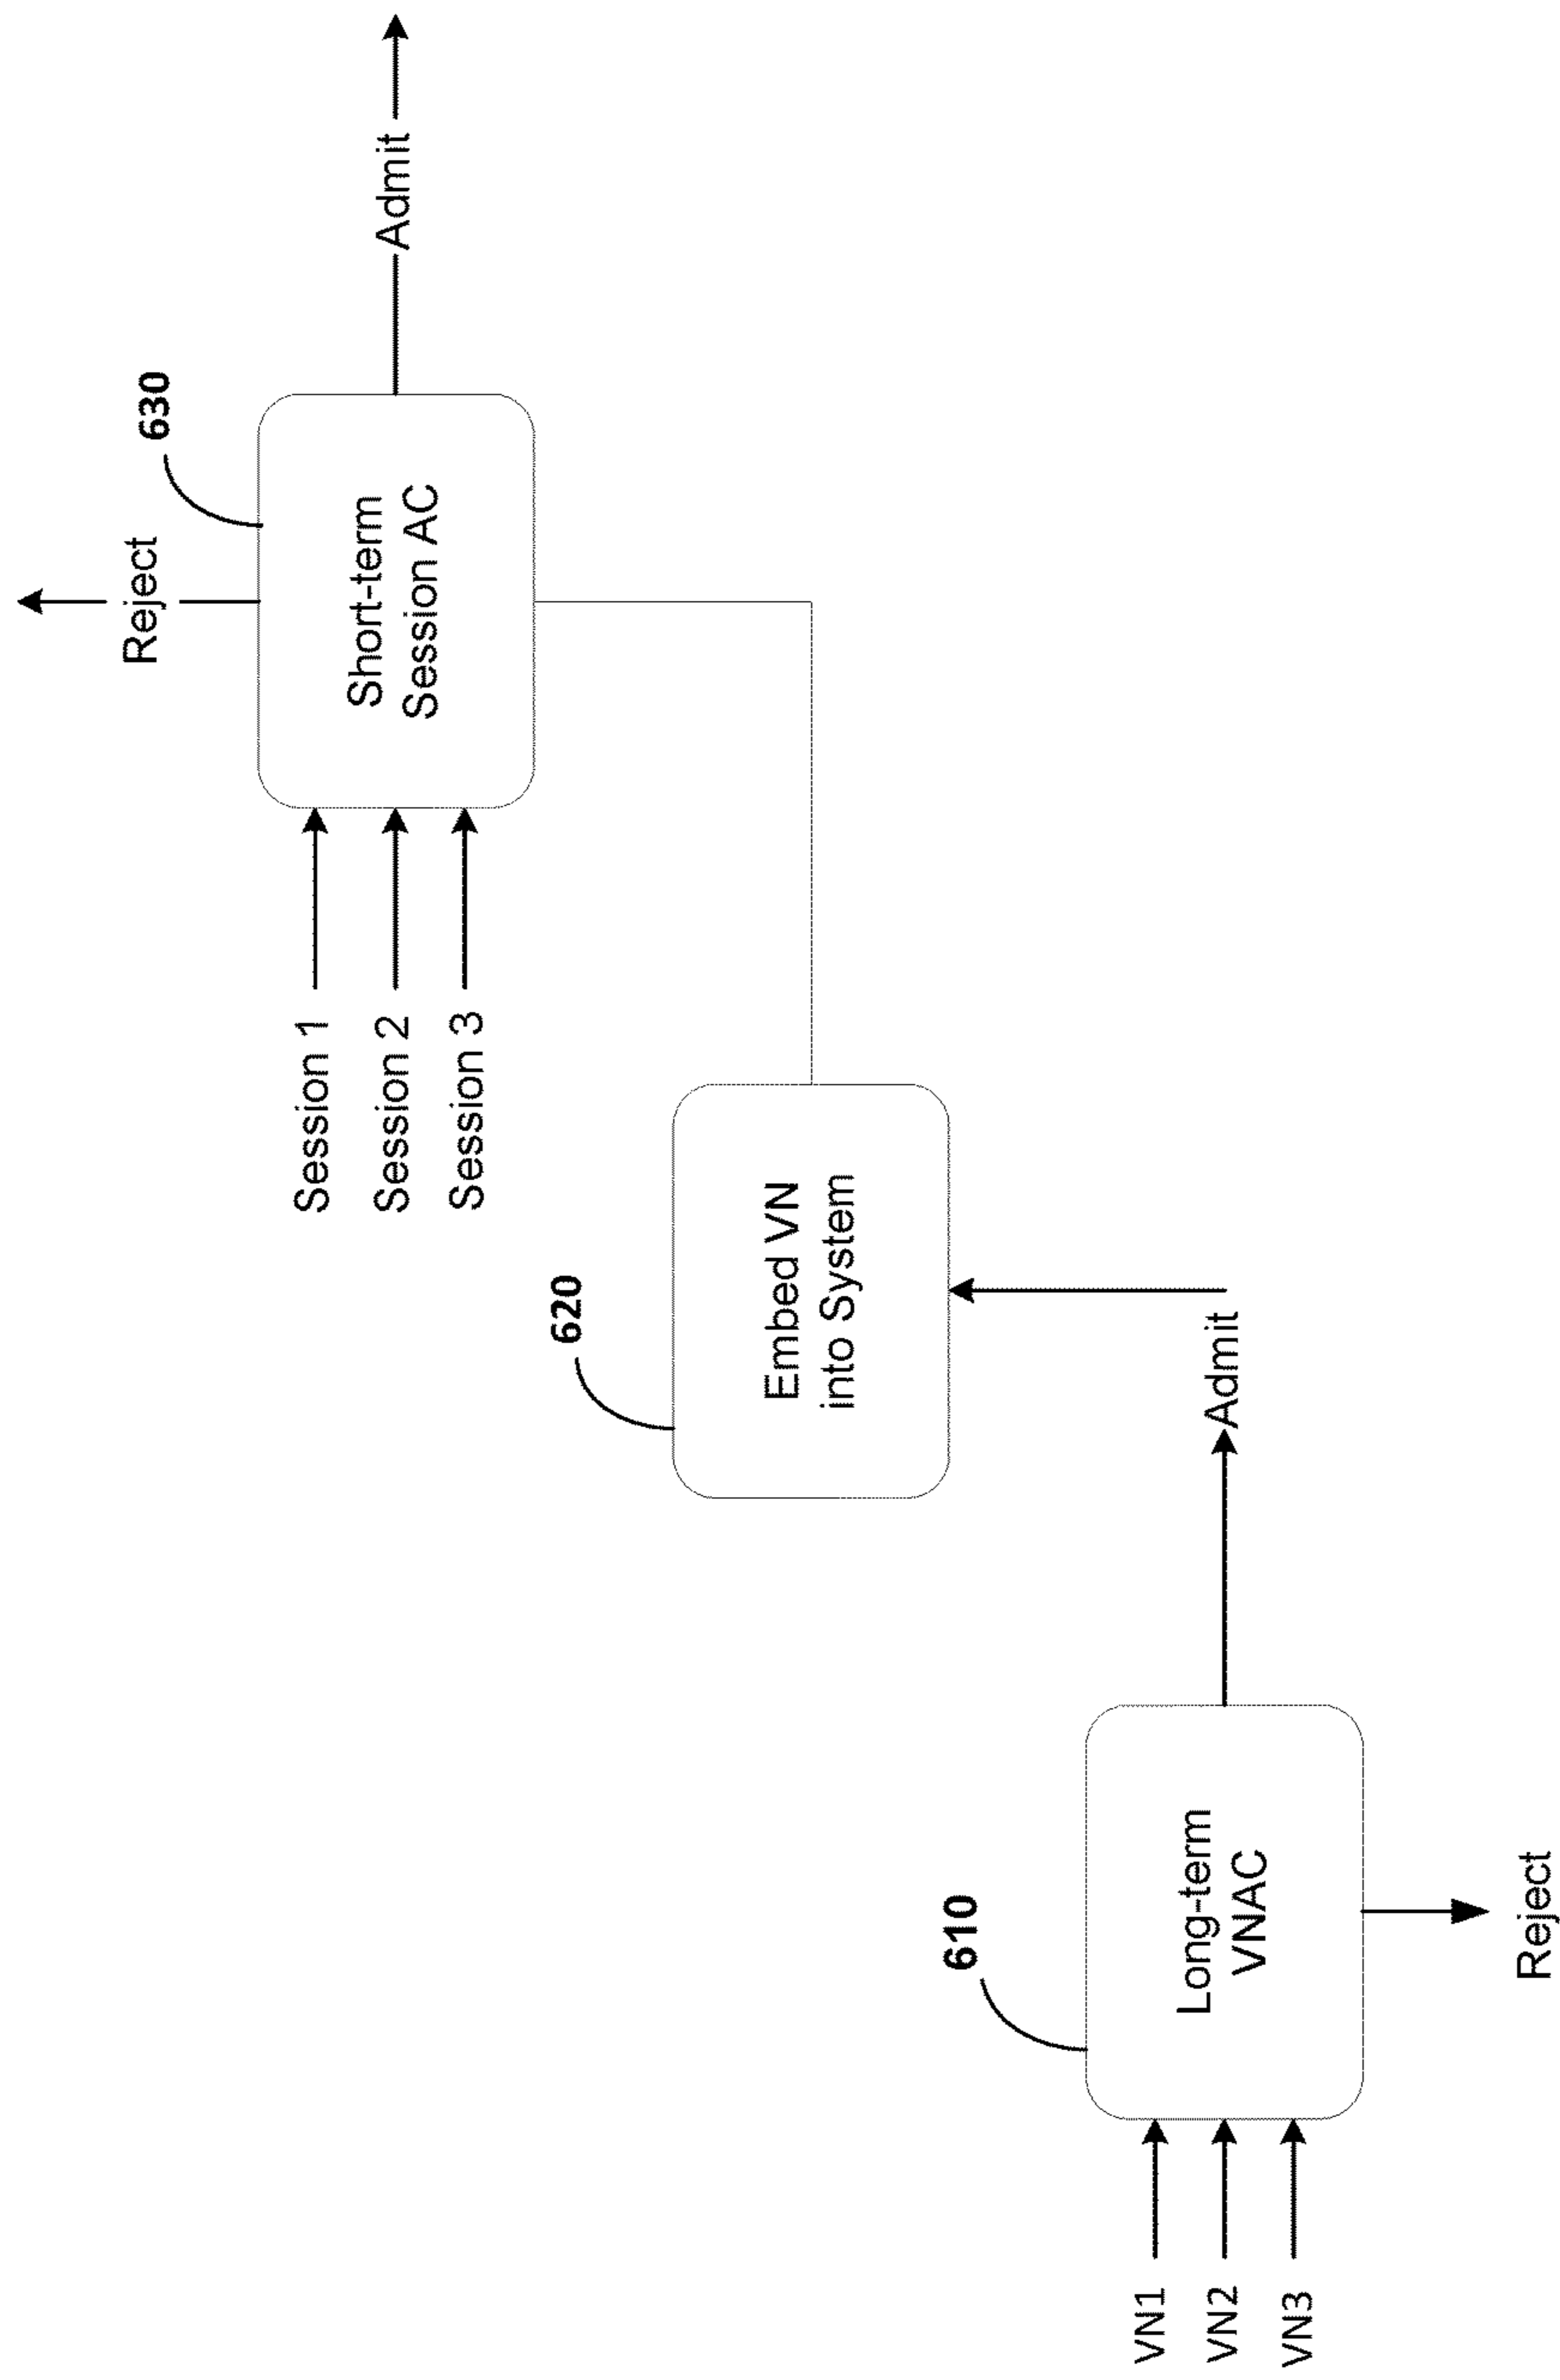 VN1
VN2
VN3
610
Long-term
VNAC
Reject
Admit
620
Embed VN
into System
Session 1
Session 2
Session 3
630
Short-term
Session AC
Reject
Admit